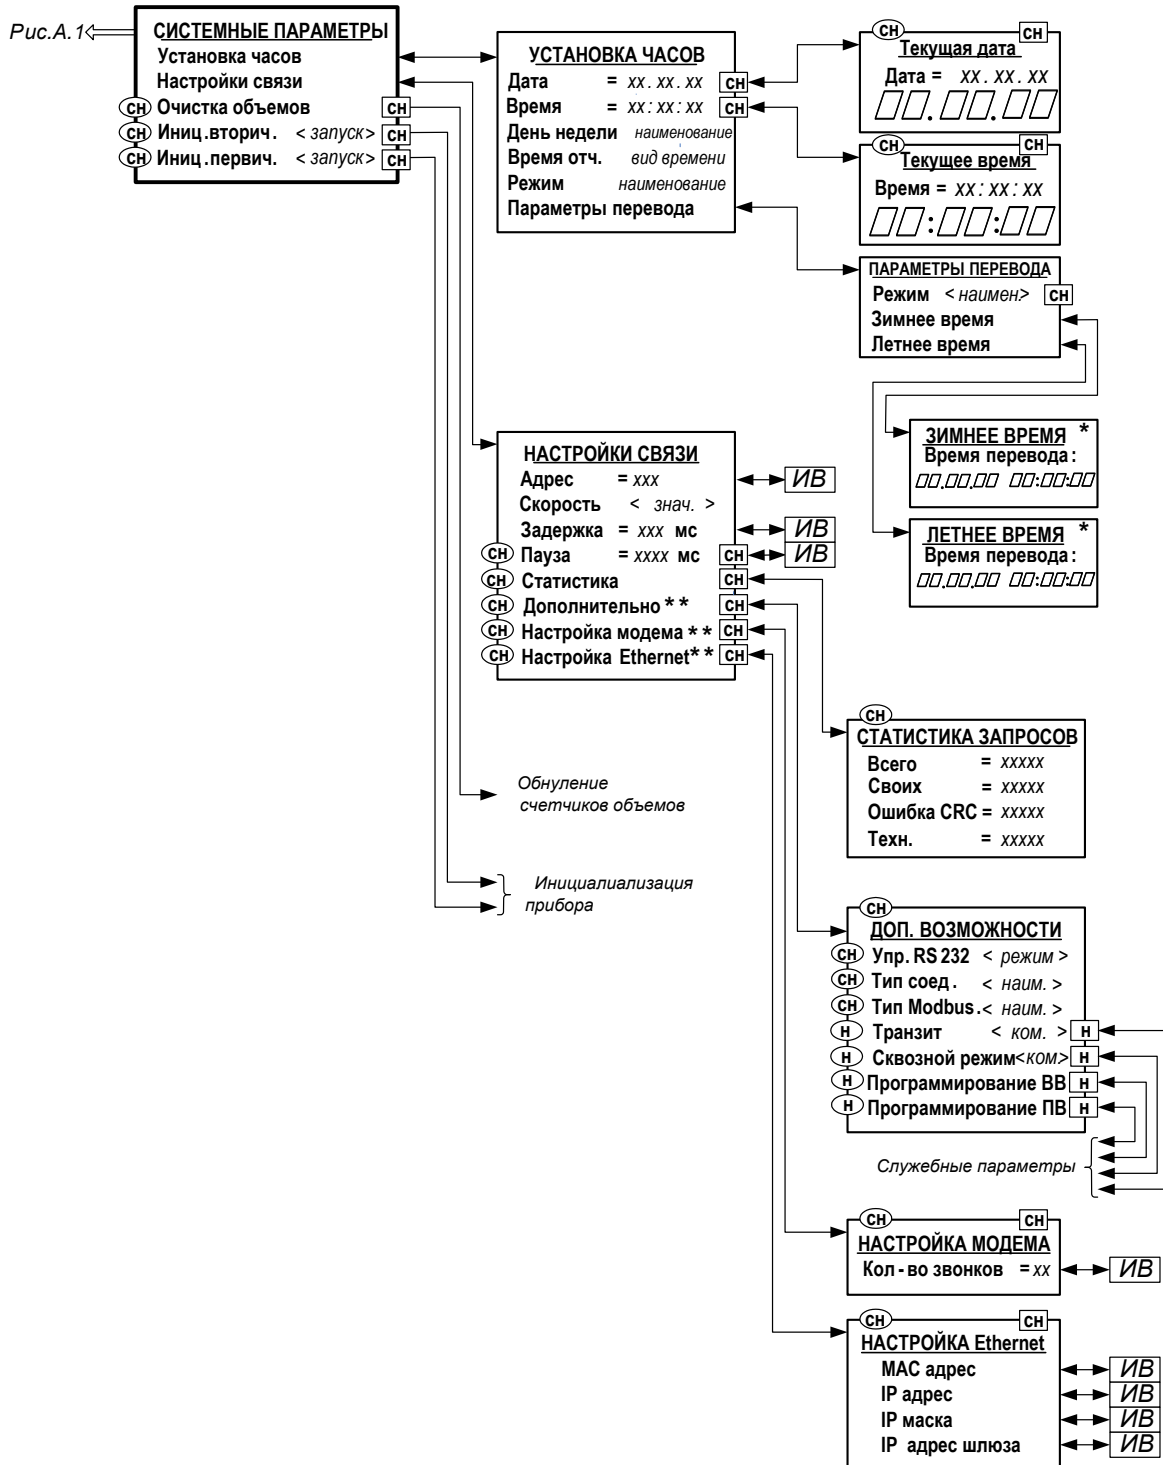 Рис.А.1
СИСТЕМНЫЕ ПАРАМЕТРЫ
Установка часов
Настройки связи
СН Очистка объемов СН
СН Иниц.вторич. < запуск> СН
СН Иниц.первич. < запуск> СН
УСТАНОВКА ЧАСОВ
Дата = хх.хх.хх СН
Время = хх:хх:хх СН
День недели наименование
Время отч. вид времени
Режим наименование
Параметры перевода
СН СН
Текущая дата
Дата = хх.хх.хх
00.00.00
СН СН
Текущее время
Время = хх:хх:хх
00:00:00
ПАРАМЕТРЫ ПЕРЕВОДА
Режим <наимен> СН
Зимнее время
Летнее время
ЗИМНЕЕ ВРЕМЯ *
Время перевода:
00.00.00 00:00:00
ЛЕТНЕЕ ВРЕМЯ *
Время перевода:
00.00.00 00:00:00
НАСТРОЙКИ СВЯЗИ
Адрес = ххх ИВ
Скорость < знач. >
Задержка = ххх мс ИВ
СН Пауза = хххх мс СН ИВ
СН Статистика СН
СН Дополнительно** СН
СН Настройка модема ** СН
СН Настройка Ethernet** СН
СН
СТАТИСТИКА ЗАПРОСОВ
Всего = ххххх
Своих = ххххх
Ошибка CRC = ххххх
Техн. = ххххх
Обнуление
счетчиков объемов
Инициалиализация
прибора
СН
ДОП. ВОЗМОЖНОСТИ
СН Упр. RS 232 < режим >
СН Тип соед. < наим. >
СН Тип Modbus.< наим. >
Н Транзит < ком. > Н
Н Сквозной режим<ком> Н
Н Программирование ВВ Н
Н Программирование ПВ Н
Служебные параметры
СН СН
НАСТРОЙКА МОДЕМА
Кол-во звонков =хх ИВ
СН СН
НАСТРОЙКА Ethernet
MAC адрес ИВ
IP адрес ИВ
IP маска ИВ
IP адрес шлюза ИВ